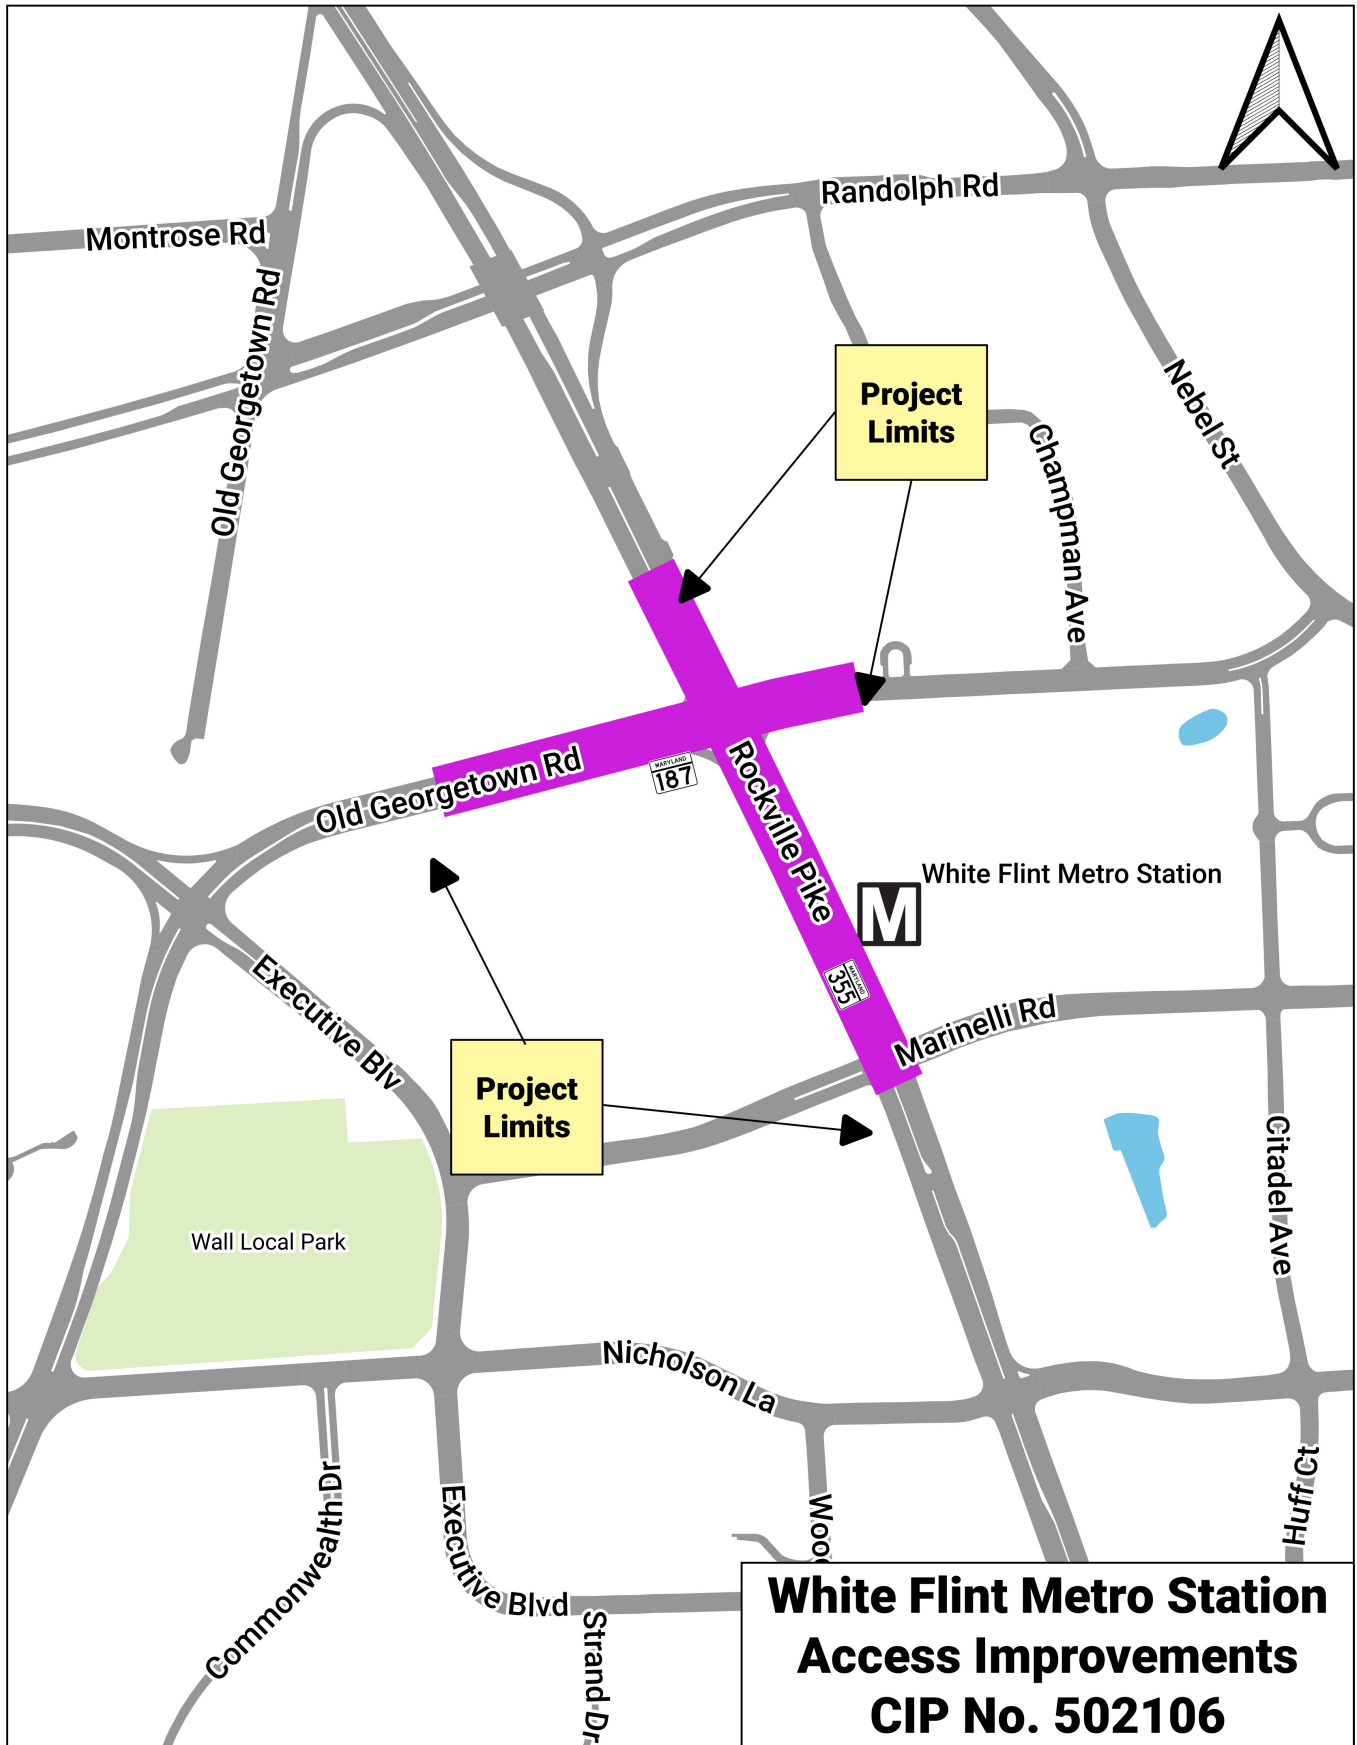 Randolph Rd
Montrose Rd
Old Georgetown Rd
Nebel St
Project
Limits
Champman Ave
Old Georgetown Rd
MARYLAND
187
Rockville Pike
White Flint Metro Station
M
MARYLAND
355
Marinelli Rd
Executive Blv
Project
Limits
Citadel Ave
Wall Local Park
Nicholson La
Commonwealth Dr
Executive Blvd
Strand Dr
Huff Ct
White Flint Metro Station
Access Improvements
CIP No. 502106